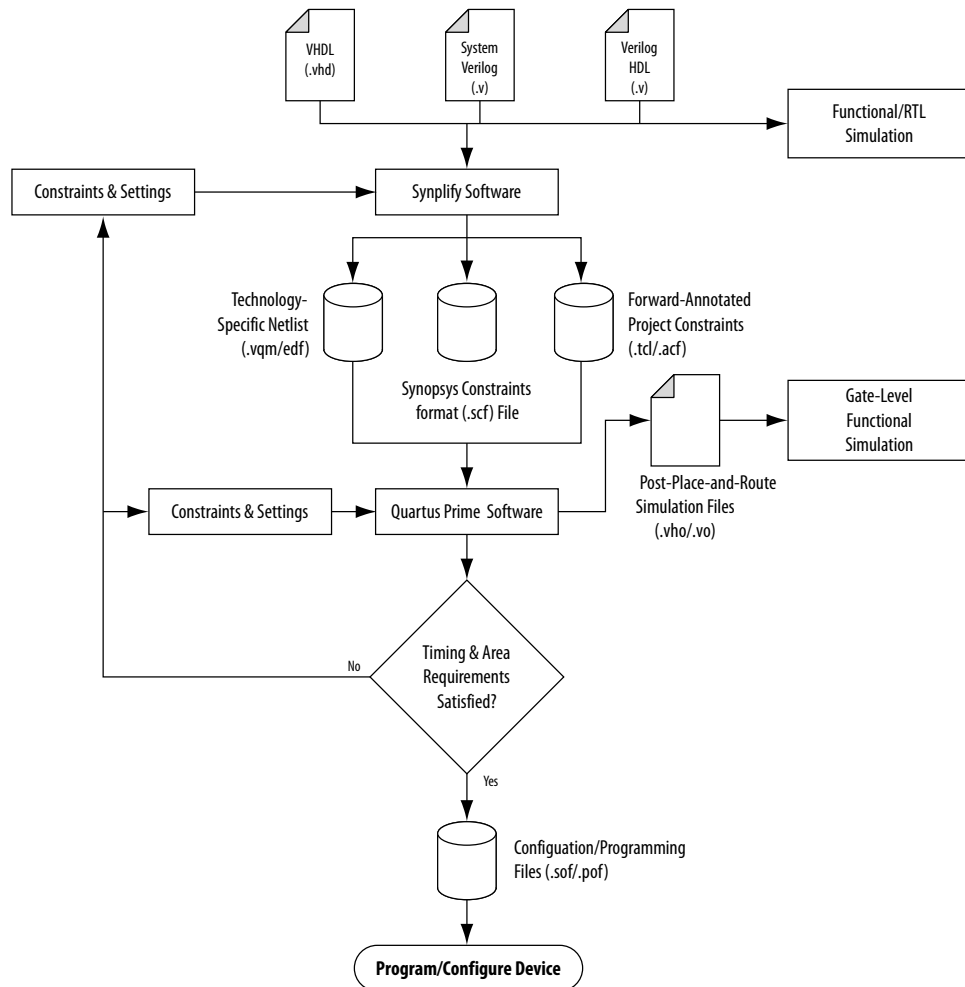 VHDL
(.vhd)
System
Verilog
(.v)
Verilog
HDL
(.v)
Functional/RTL
Simulation
Constraints & Settings
Synplify Software
Technology-
Specific Netlist
(.vqm/edf)
Forward-Annotated
Project Constraints
(.tcl/.acf)
Synopsys Constraints
format (.scf) File
Gate-Level
Functional
Simulation
Post-Place-and-Route
Simulation Files
(.vho/.vo)
Constraints & Settings
Quartus Prime Software
No
Timing & Area
Requirements
Satisfied?
Yes
Configuation/Programming
Files (.sof/.pof)
Program/Configure Device